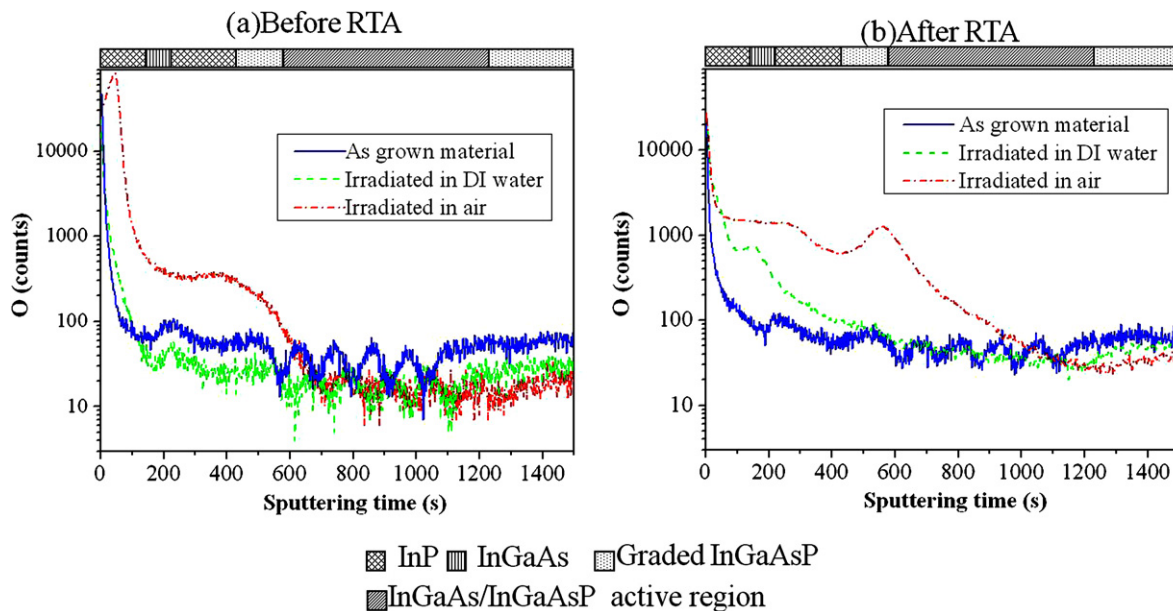 (a)Before RTA
As grown material
Irradiated in DI water
Irradiated in air
10000
1000
100
10
O (counts)
0 200 400 600 800 1000 1200 1400
Sputtering time (s)
(b)After RTA
As grown material
Irradiated in DI water
Irradiated in air
10000
1000
100
10
O (counts)
0 200 400 600 800 1000 1200 1400
Sputtering time (s)
InP InGaAs Graded InGaAsP
InGaAs/InGaAsP active region